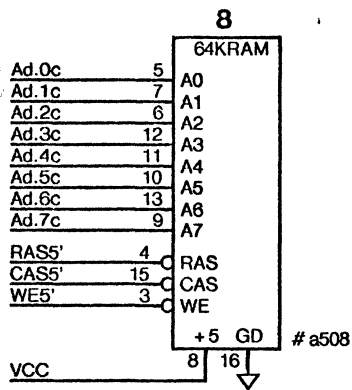 8
64KRAM
Ad.0c 5 A0
Ad.1c 7 A1
Ad.2c 6 A2
Ad.3c 12 A3
Ad.4c 11 A4
Ad.5c 10 A5
Ad.6c 13 A6
Ad.7c 9 A7
RAS5' 4 RAS
CAS5' 15 CAS
WE5' 3 WE
+5 GD #a508
8 16
VCC